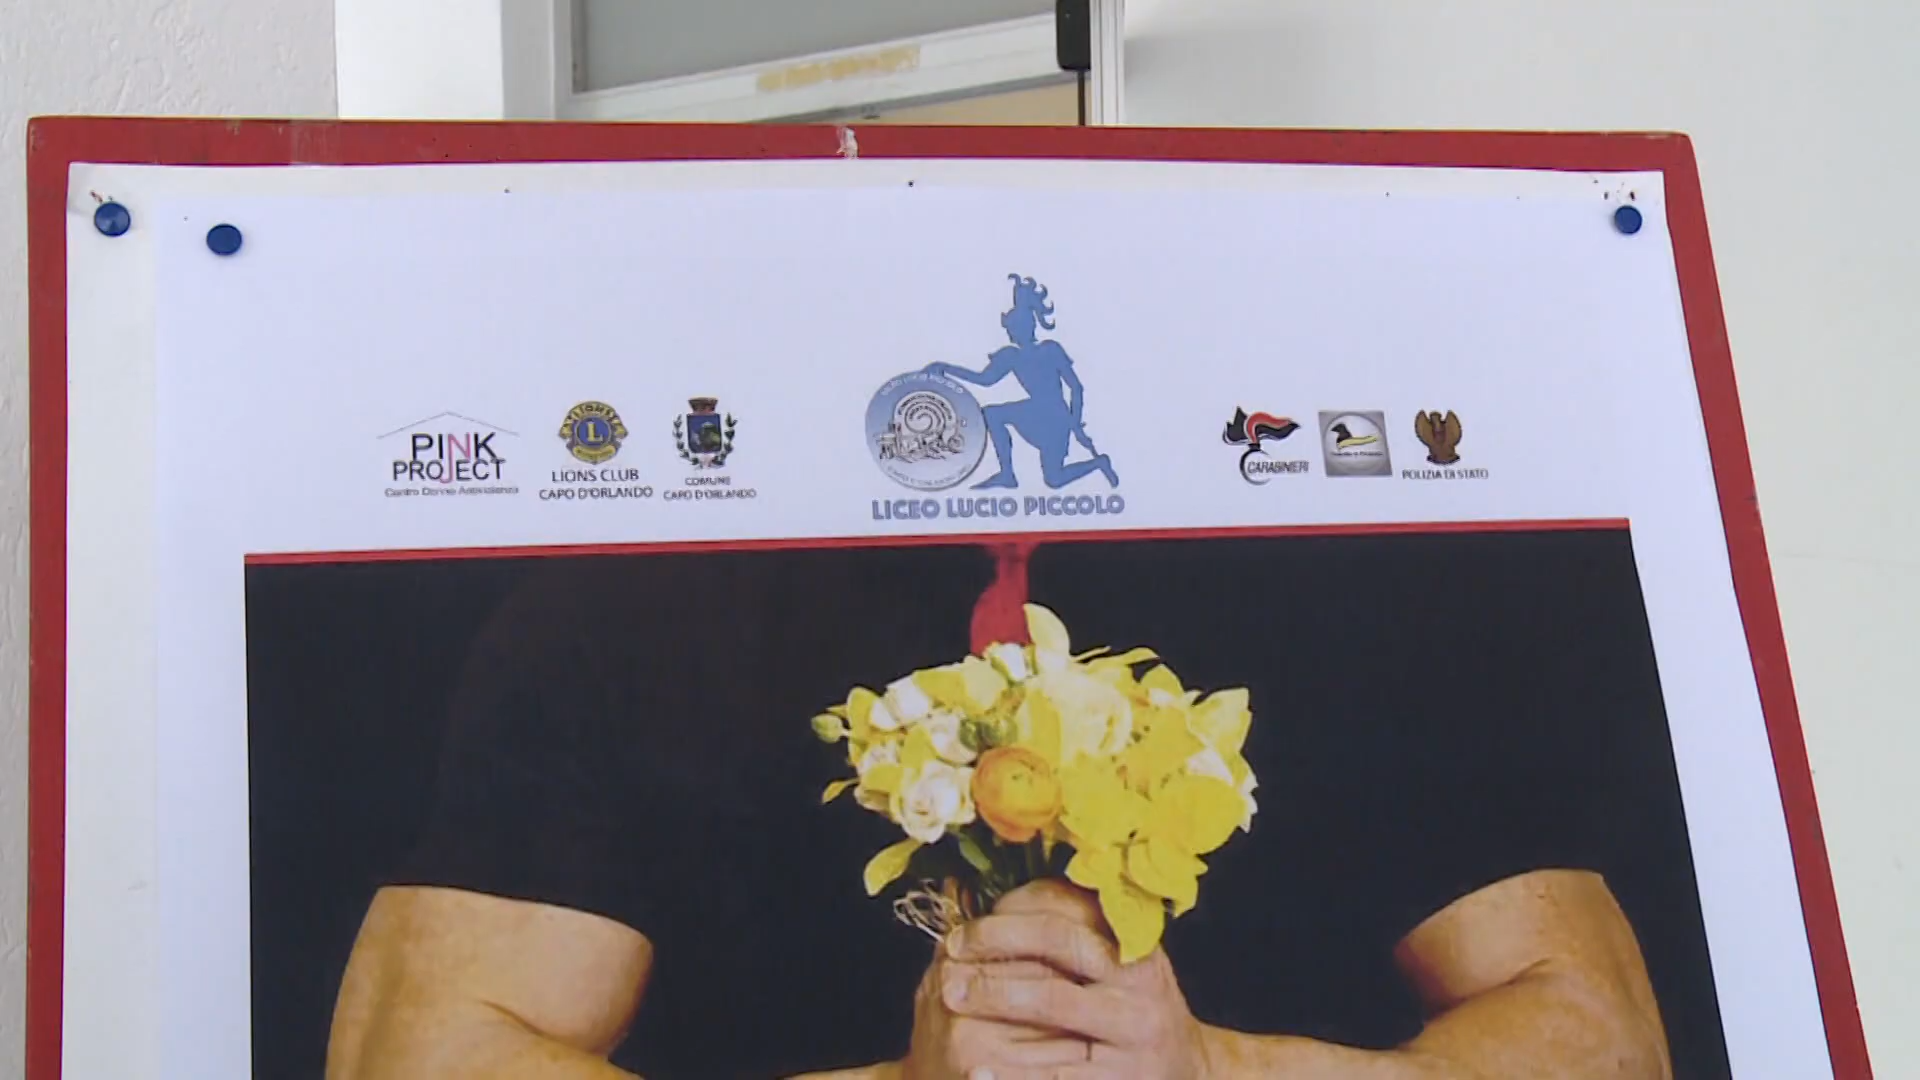 PINK
PROJECT
Centro Donne Antiviolenza
LIONS CLUB
CAPO D'ORLANDO
COMUNE
CAPO D'ORLANDO
LICEO LUCIO PICCOLO
CARABINIERI
POLIZIA DI STATO